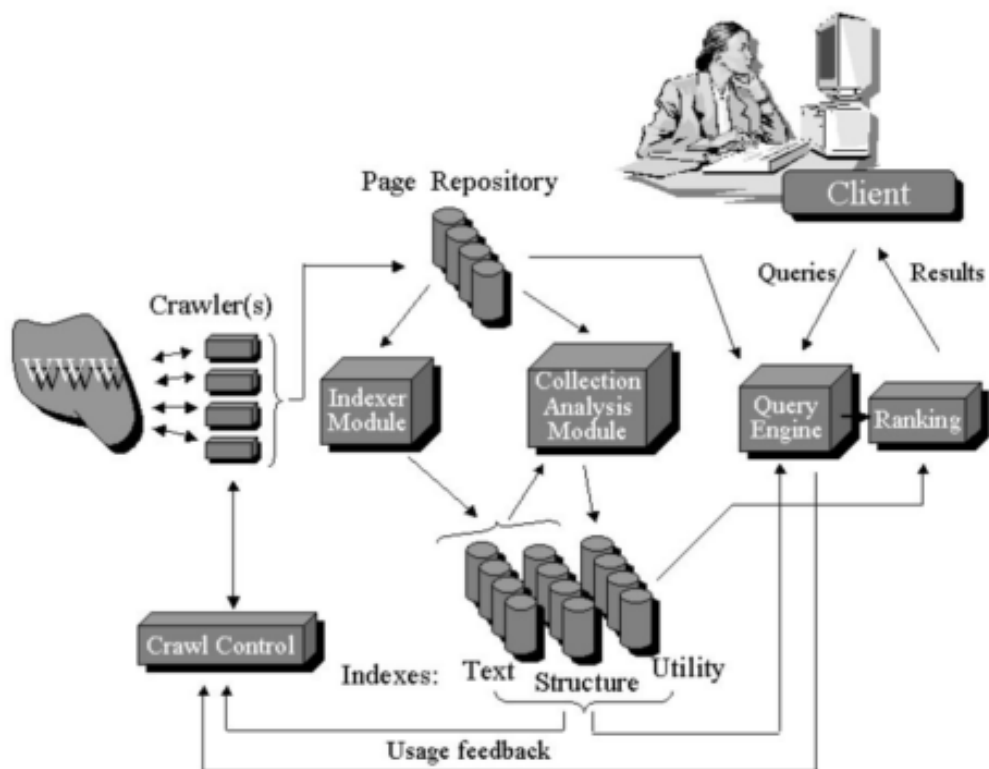 Client
Page Repository
Queries
Results
Crawler(s)
WWW
Indexer
Module
Collection
Analysis
Module
Query
Engine
Ranking
Crawl Control
Indexes:
Text
Structure
Utility
Usage feedback